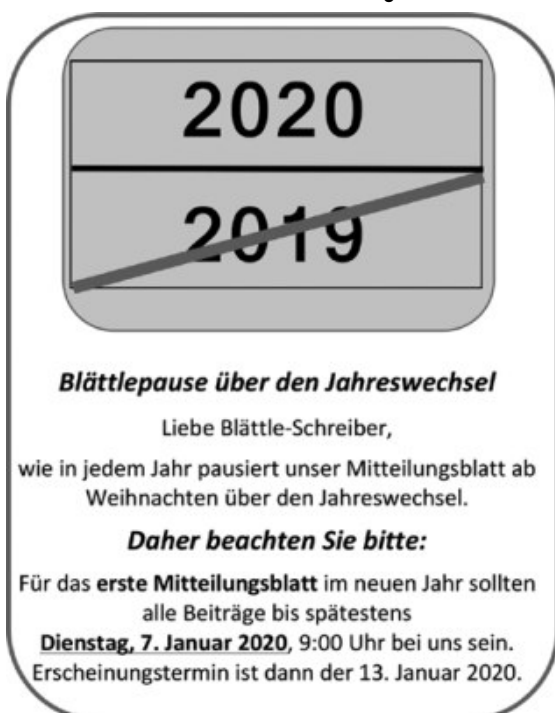 2020
2019
Blättlepause über den Jahreswechsel
Liebe Blättle-Schreiber,
wie in jedem Jahr pausiert unser Mitteilungsblatt ab
Weihnachten über den Jahreswechsel.
Daher beachten Sie bitte:
Für das erste Mitteilungsblatt im neuen Jahr sollten
alle Beiträge bis spätestens
Dienstag, 7. Januar 2020, 9:00 Uhr bei uns sein.
Erscheinungstermin ist dann der 13. Januar 2020.